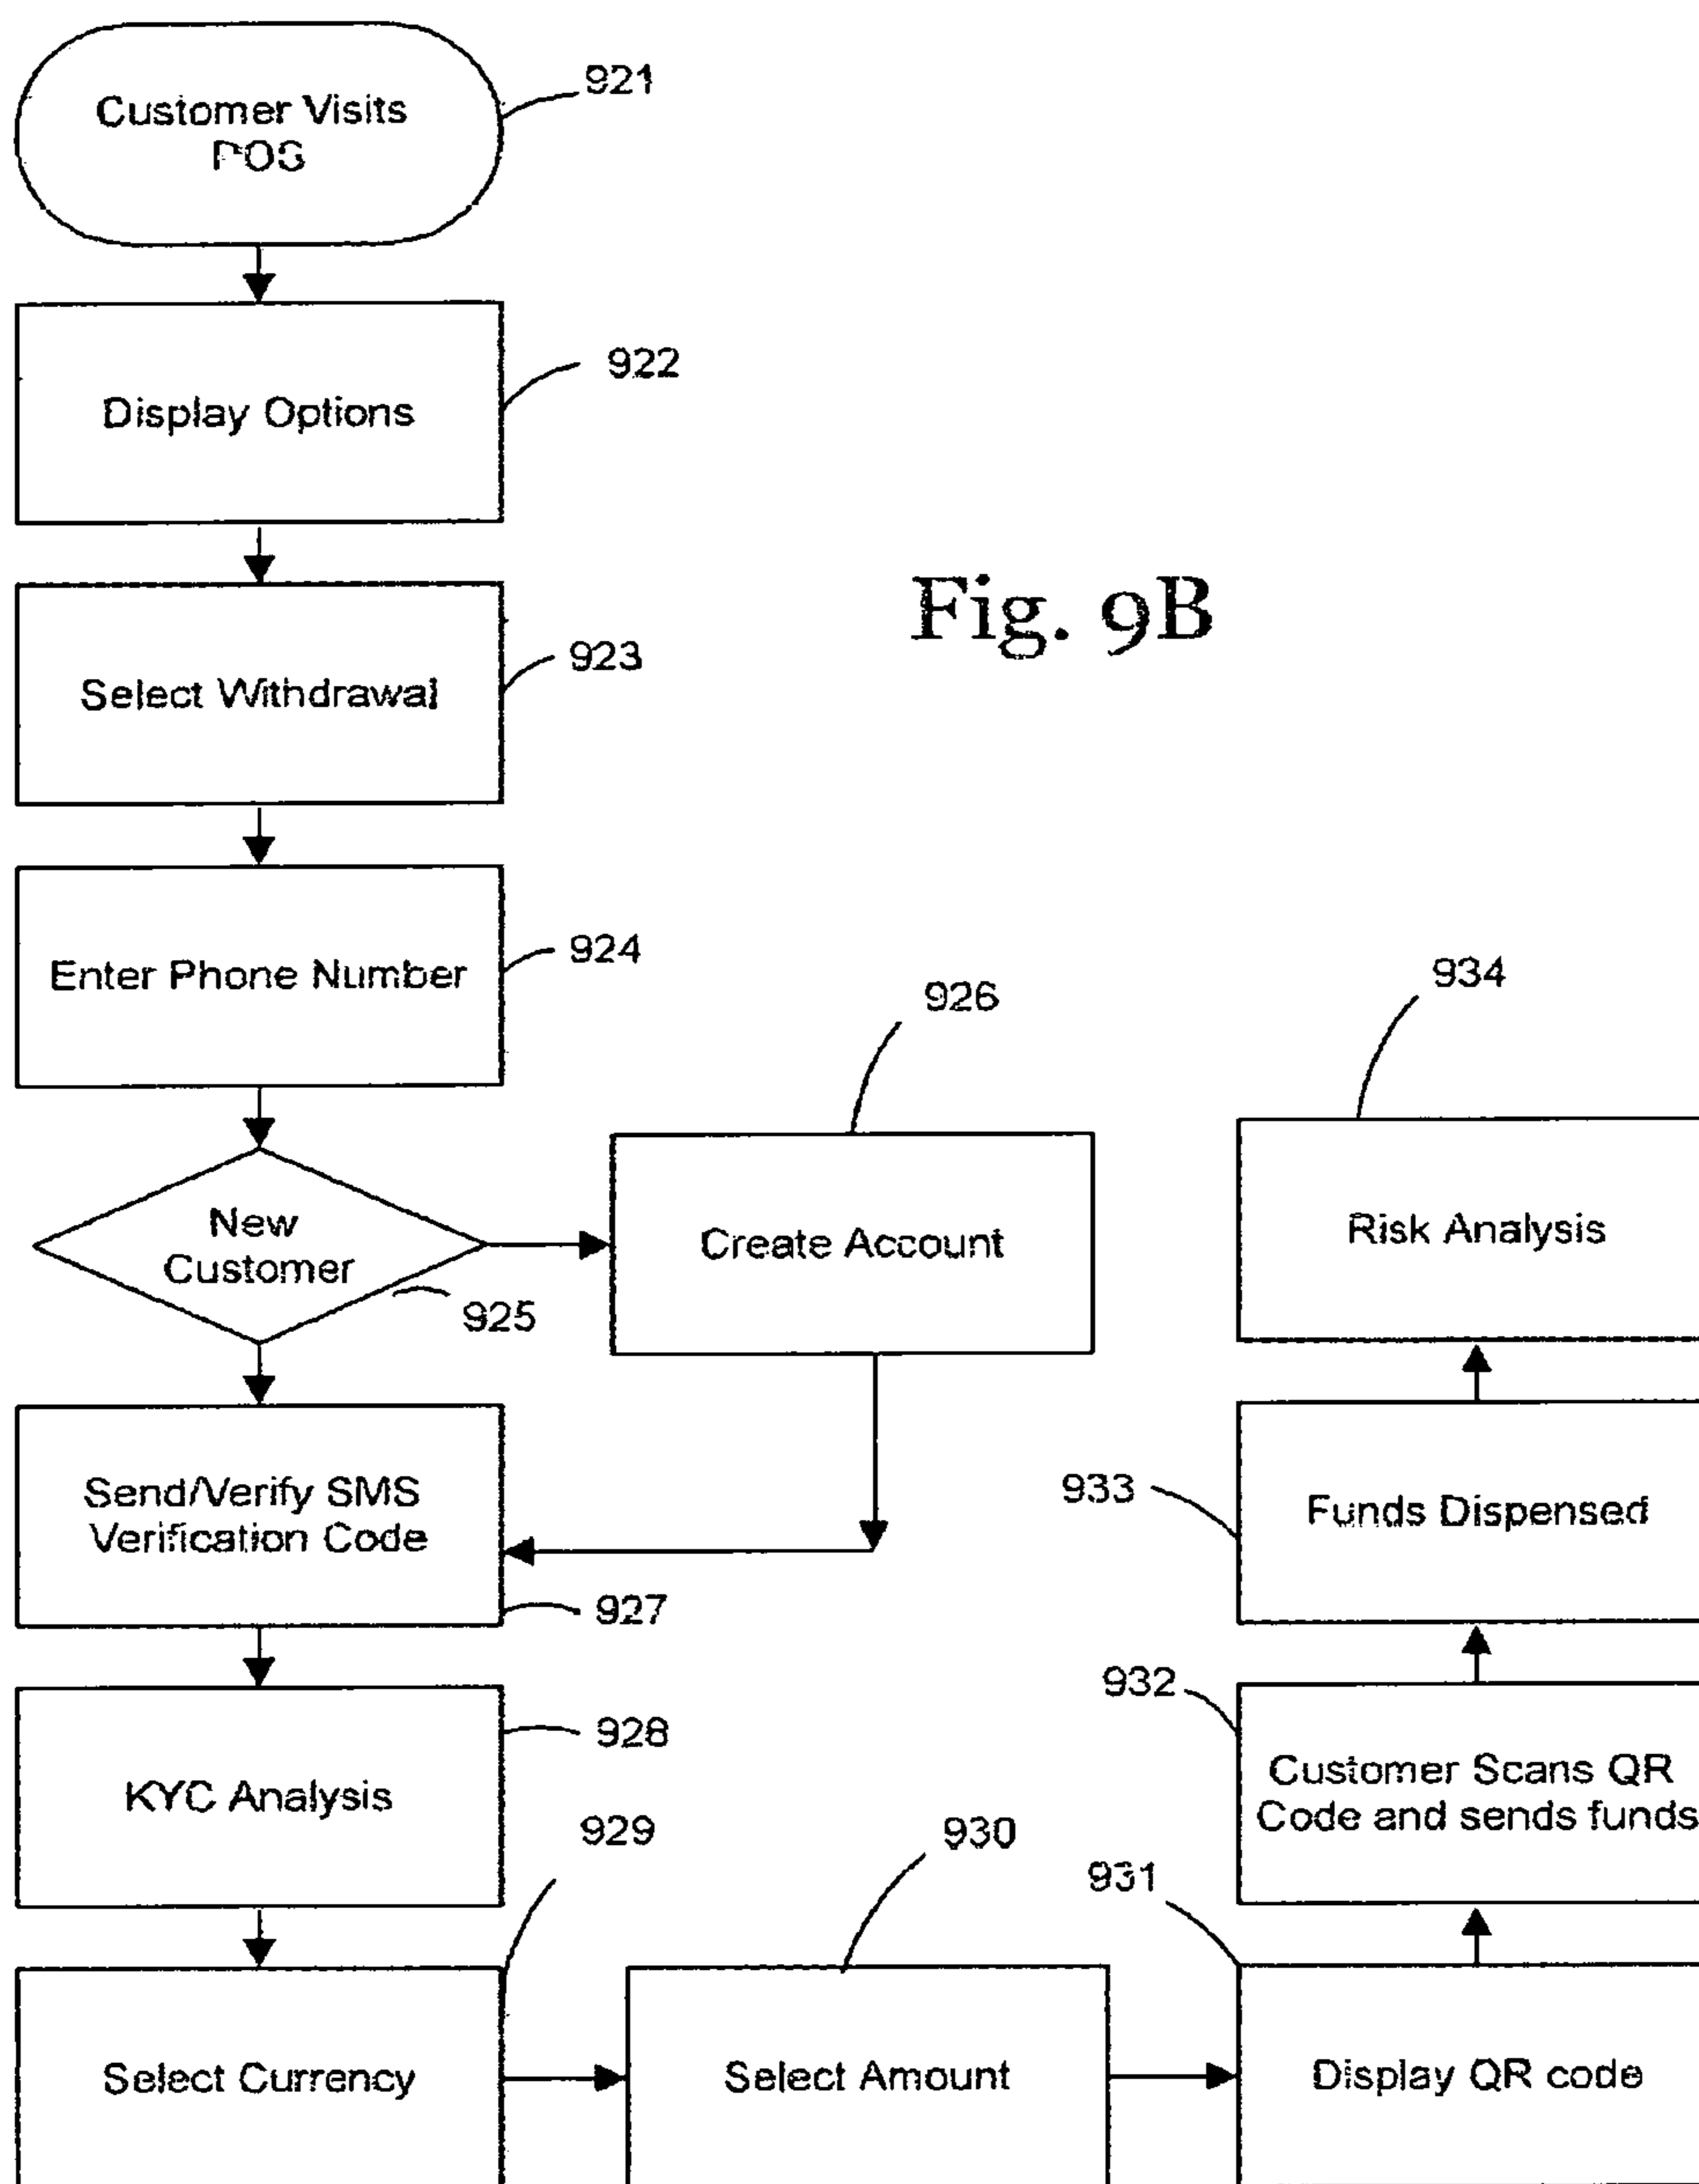 Customer Visits
POS
921
Display Options
922
Fig. 9B
Select Withdrawal
923
Enter Phone Number
924
New
Customer
925
926
Create Account
Send/Verify SMS
Verification Code
927
KYC Analysis
928
Select Currency
929
Select Amount
930
Display QR code
931
Customer Scans QR
Code and sends funds
932
Funds Dispensed
933
Risk Analysis
934